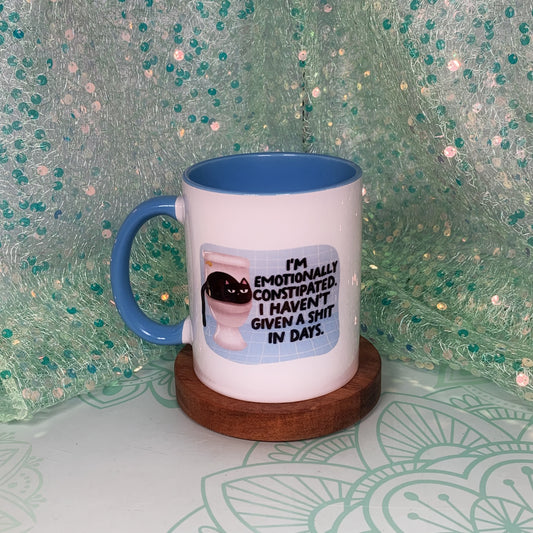 I'M
EMOTIONALLY
CONSTIPATED.
I HAVEN'T
GIVEN A SHIT
IN DAYS.